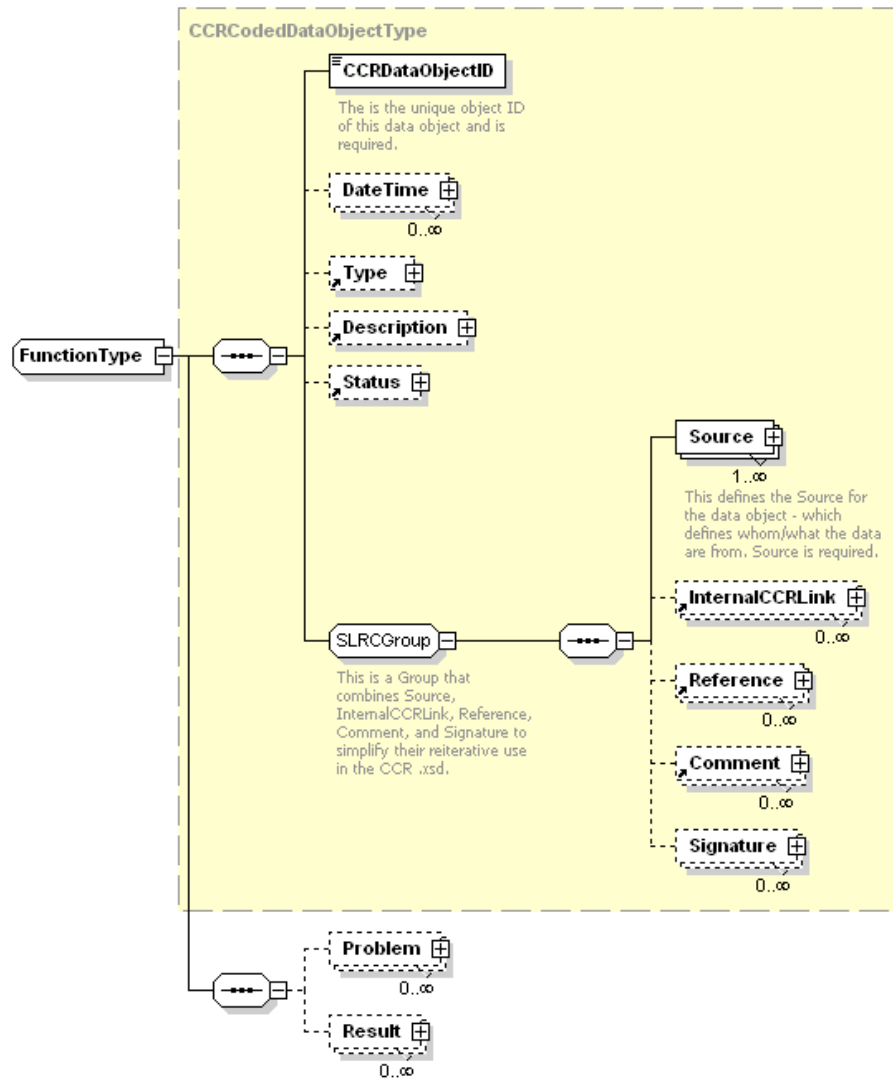 CCRCodedDataObjectType
CCRDataObjectID
The is the unique object ID
of this data object and is
required.
DateTime
0..∞
Type
Description
FunctionType
Status
Source
1..∞
This defines the Source for
the data object - which
defines whom/what the data
are from. Source is required.
InternalCCRLink
0..∞
SLRCGroup
This is a Group that
combines Source,
InternalCCRLink, Reference,
Comment, and Signature to
simplify their reiterative use
in the CCR .xsd.
Reference
0..∞
Comment
0..∞
Signature
0..∞
Problem
0..∞
Result
0..∞